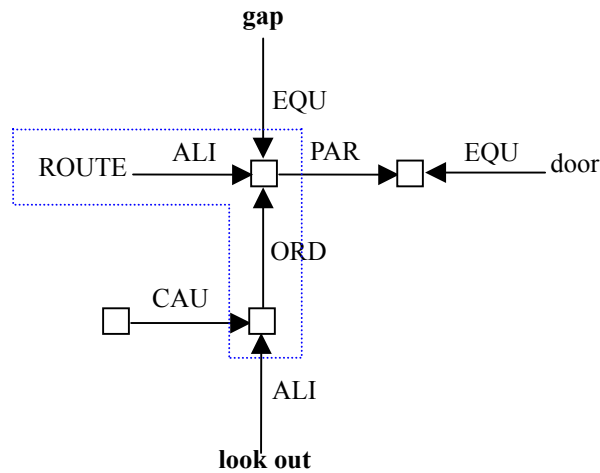 gap
EQU
ROUTE ALI PAR EQU door
ORD
CAU
ALI
look out